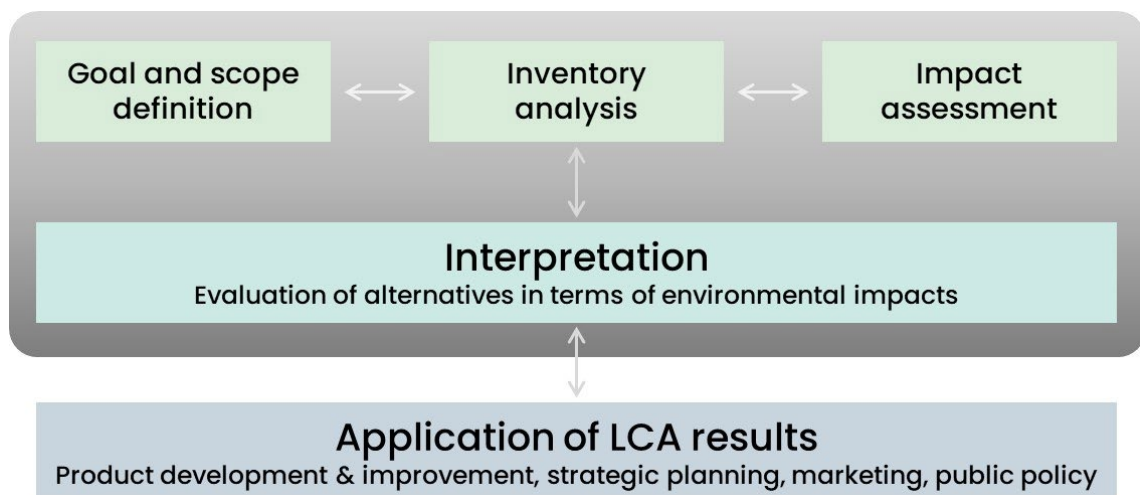 Goal and scope
definition
Inventory
analysis
Impact
assessment
Interpretation
Evaluation of alternatives in terms of environmental impacts
Application of LCA results
Product development & improvement, strategic planning, marketing, public policy